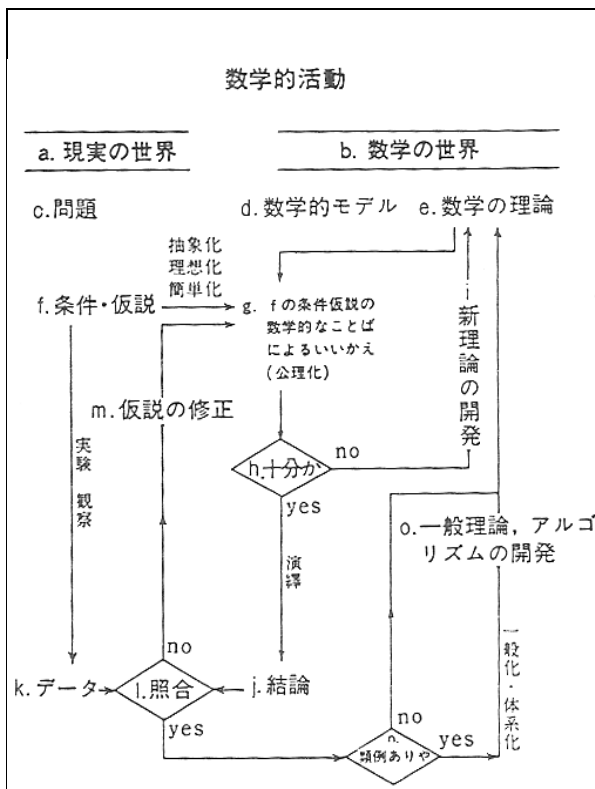 数学的活動
a. 現実の世界
b. 数学の世界
c.問題
d.数学的モデル
e.数学の理論
抽象化
理想化
簡単化
f.条件・仮説
g. fの条件仮説の
数学的なことば
によるいいかえ
(公理化)
i新理論の開発
m.仮説の修正
実験 観察
h.十分か
no
yes
演繹
o.一般理論，アルゴ
リズムの開発
no
k.データ
l.照合
j.結論
yes
no
類例ありや
yes
一般化・体系化